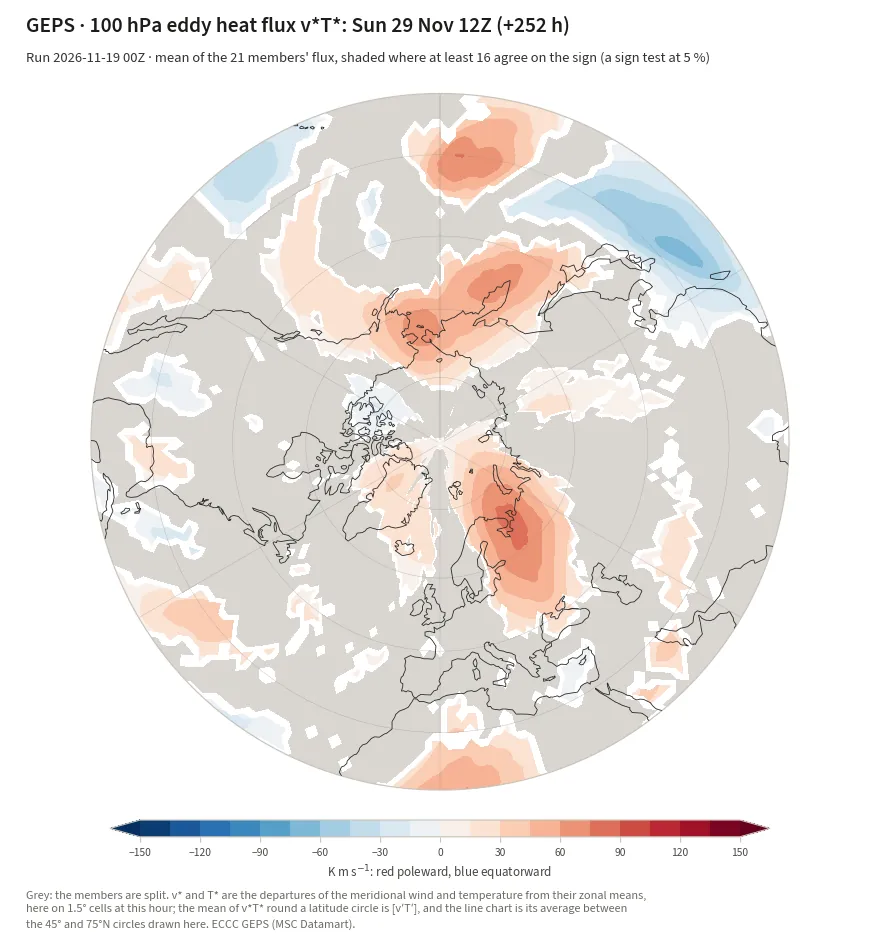 GEPS · 100 hPa eddy heat flux v*T*: Sun 29 Nov 12Z (+252 h)
Run 2026-11-19 00Z · mean of the 21 members' flux, shaded where at least 16 agree on the sign (a sign test at 5 %)
−150 −120 −90 −60 −30 0 30 60 90 120 150
K m s⁻¹: red poleward, blue equatorward
Grey: the members are split. v* and T* are the departures of the meridional wind and temperature from their zonal means,
here on 1.5° cells at this hour; the mean of v*T* round a latitude circle is [v'T'], and the line chart is its average between
the 45° and 75°N circles drawn here. ECCC GEPS (MSC Datamart).